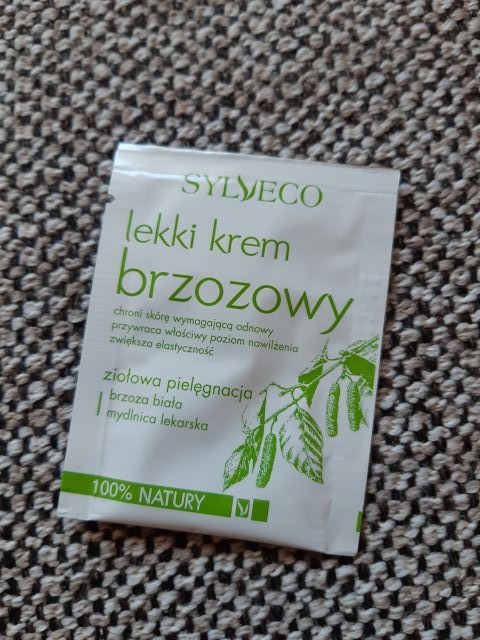 SYLVECO
lekki krem
brzozowy
chroni skórę wymagającą odnowy
przywraca właściwy poziom nawilżenia
zwiększa elastyczność
ziołowa pielęgnacja
brzoza biała
mydlnica lekarska
100% NATURY